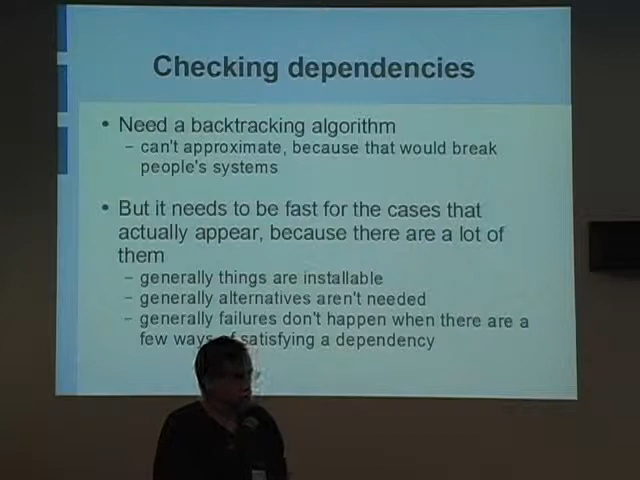 Checking dependencies
• Need a backtracking algorithm
– can't approximate, because that would break
people's systems
• But it needs to be fast for the cases that
actually appear, because there are a lot of
them
– generally things are installable
– generally alternatives aren't needed
– generally failures don't happen when there are a
few ways of satisfying a dependency